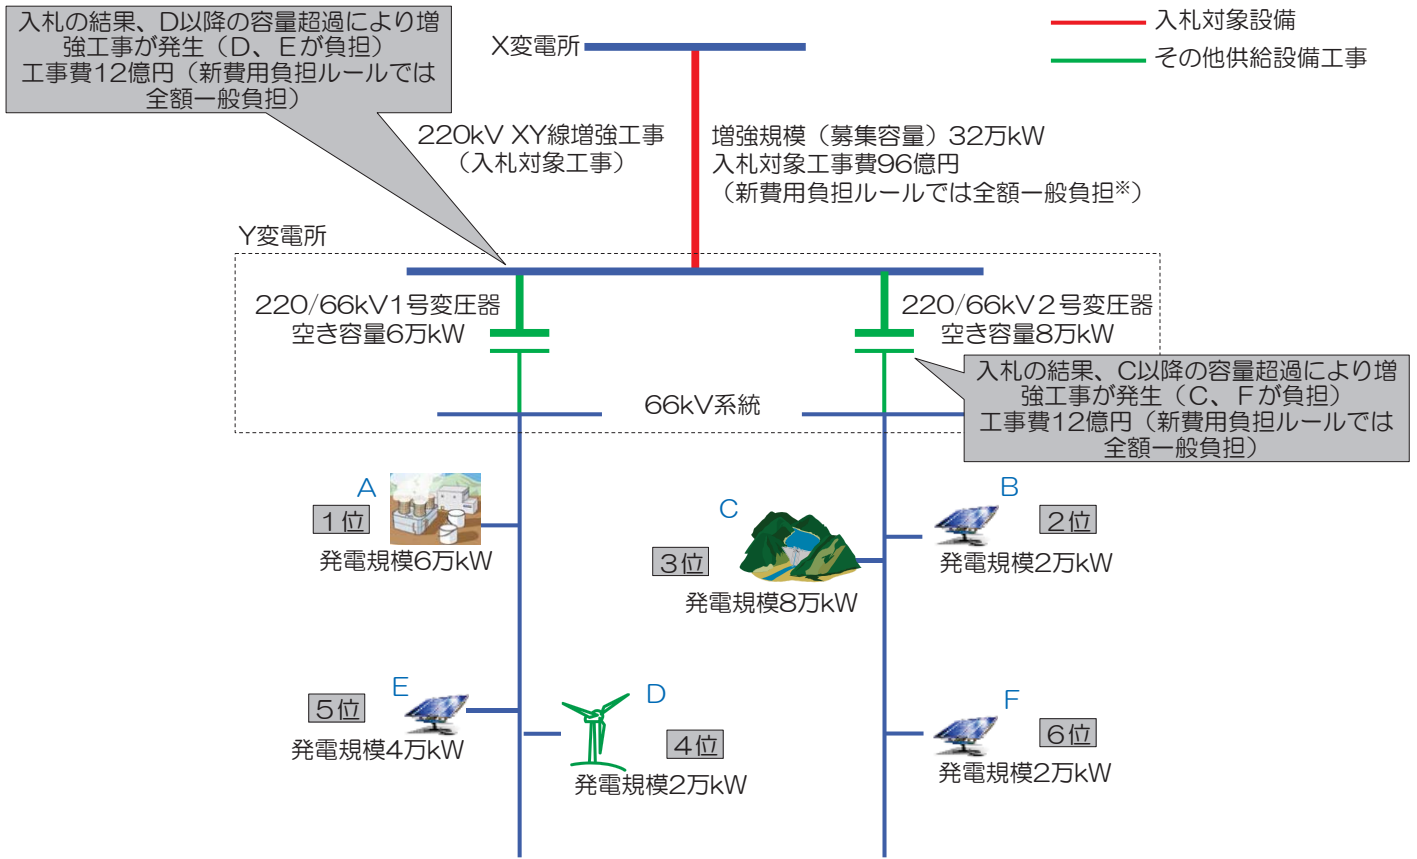 入札の結果、D以降の容量超過により増
強工事が発生（D、Eが負担）
工事費12億円（新費用負担ルールでは
全額一般負担）
X変電所
入札対象設備
その他供給設備工事
220kV XY線増強工事
（入札対象工事）
増強規模（募集容量）32万kW
入札対象工事費96億円
（新費用負担ルールでは全額一般負担※）
Y変電所
220/66kV1号変圧器
空き容量6万kW
220/66kV2号変圧器
空き容量8万kW
入札の結果、C以降の容量超過により増
強工事が発生（C、Fが負担）
工事費12億円（新費用負担ルールでは
全額一般負担）
66kV系統
A
1位
発電規模6万kW
C
3位
発電規模8万kW
B
2位
発電規模2万kW
E
5位
発電規模4万kW
D
4位
発電規模2万kW
F
6位
発電規模2万kW